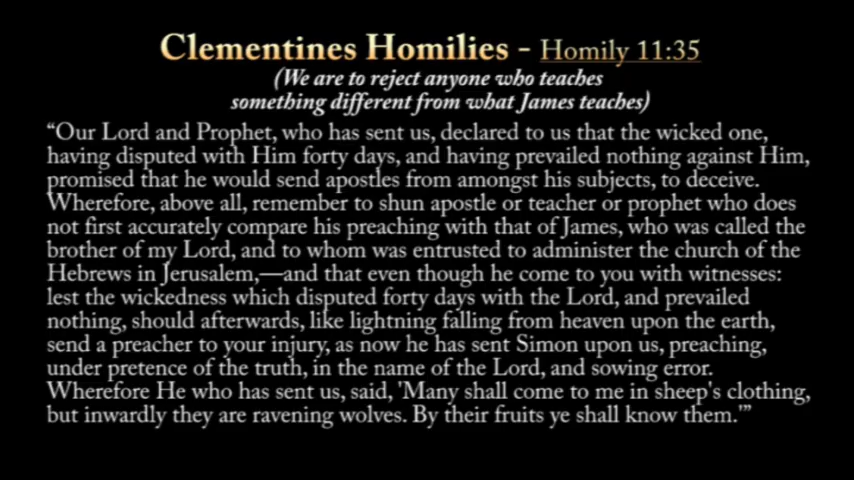 Clementines Homilies - Homily 11:35
(We are to reject anyone who teaches
something different from what James teaches)
“Our Lord and Prophet, who has sent us, declared to us that the wicked one,
having disputed with Him forty days, and having prevailed nothing against Him,
promised that he would send apostles from amongst his subjects, to deceive.
Wherefore, above all, remember to shun apostle or teacher or prophet who does
not first accurately compare his preaching with that of James, who was called the
brother of my Lord, and to whom was entrusted to administer the church of the
Hebrews in Jerusalem,—and that even though he come to you with witnesses:
lest the wickedness which disputed forty days with the Lord, and prevailed
nothing, should afterwards, like lightning falling from heaven upon the earth,
send a preacher to your injury, as now he has sent Simon upon us, preaching,
under pretence of the truth, in the name of the Lord, and sowing error.
Wherefore He who has sent us, said, 'Many shall come to me in sheep's clothing,
but inwardly they are ravening wolves. By their fruits ye shall know them.'”